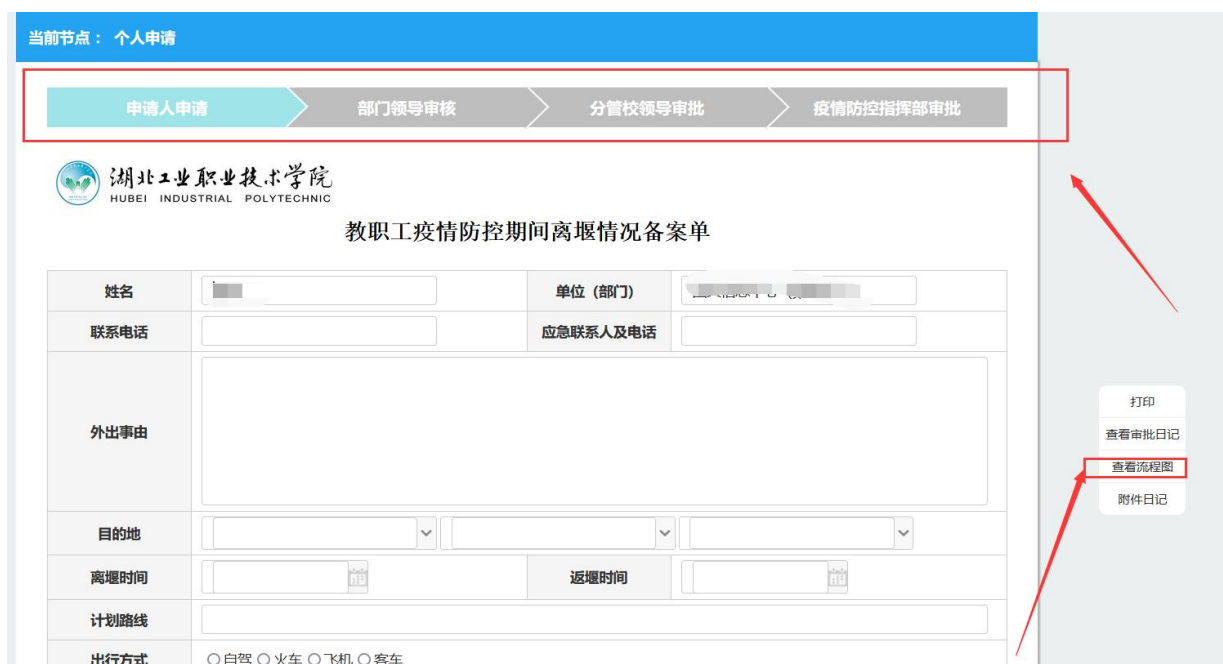 当前节点： 个人申请
申请人申请 部门领导审核 分管校领导审批 疫情防控指挥部审批
湖北工业职业技术学院
HUBEI INDUSTRIAL POLYTECHNIC
教职工疫情防控期间离堰情况备案单
姓名 单位（部门）
联系电话 应急联系人及电话
外出事由
目的地
离堰时间 返堰时间
计划路线
出行方式 自驾 火车 飞机 客车
打印
查看审批日记
查看流程图
附件日记